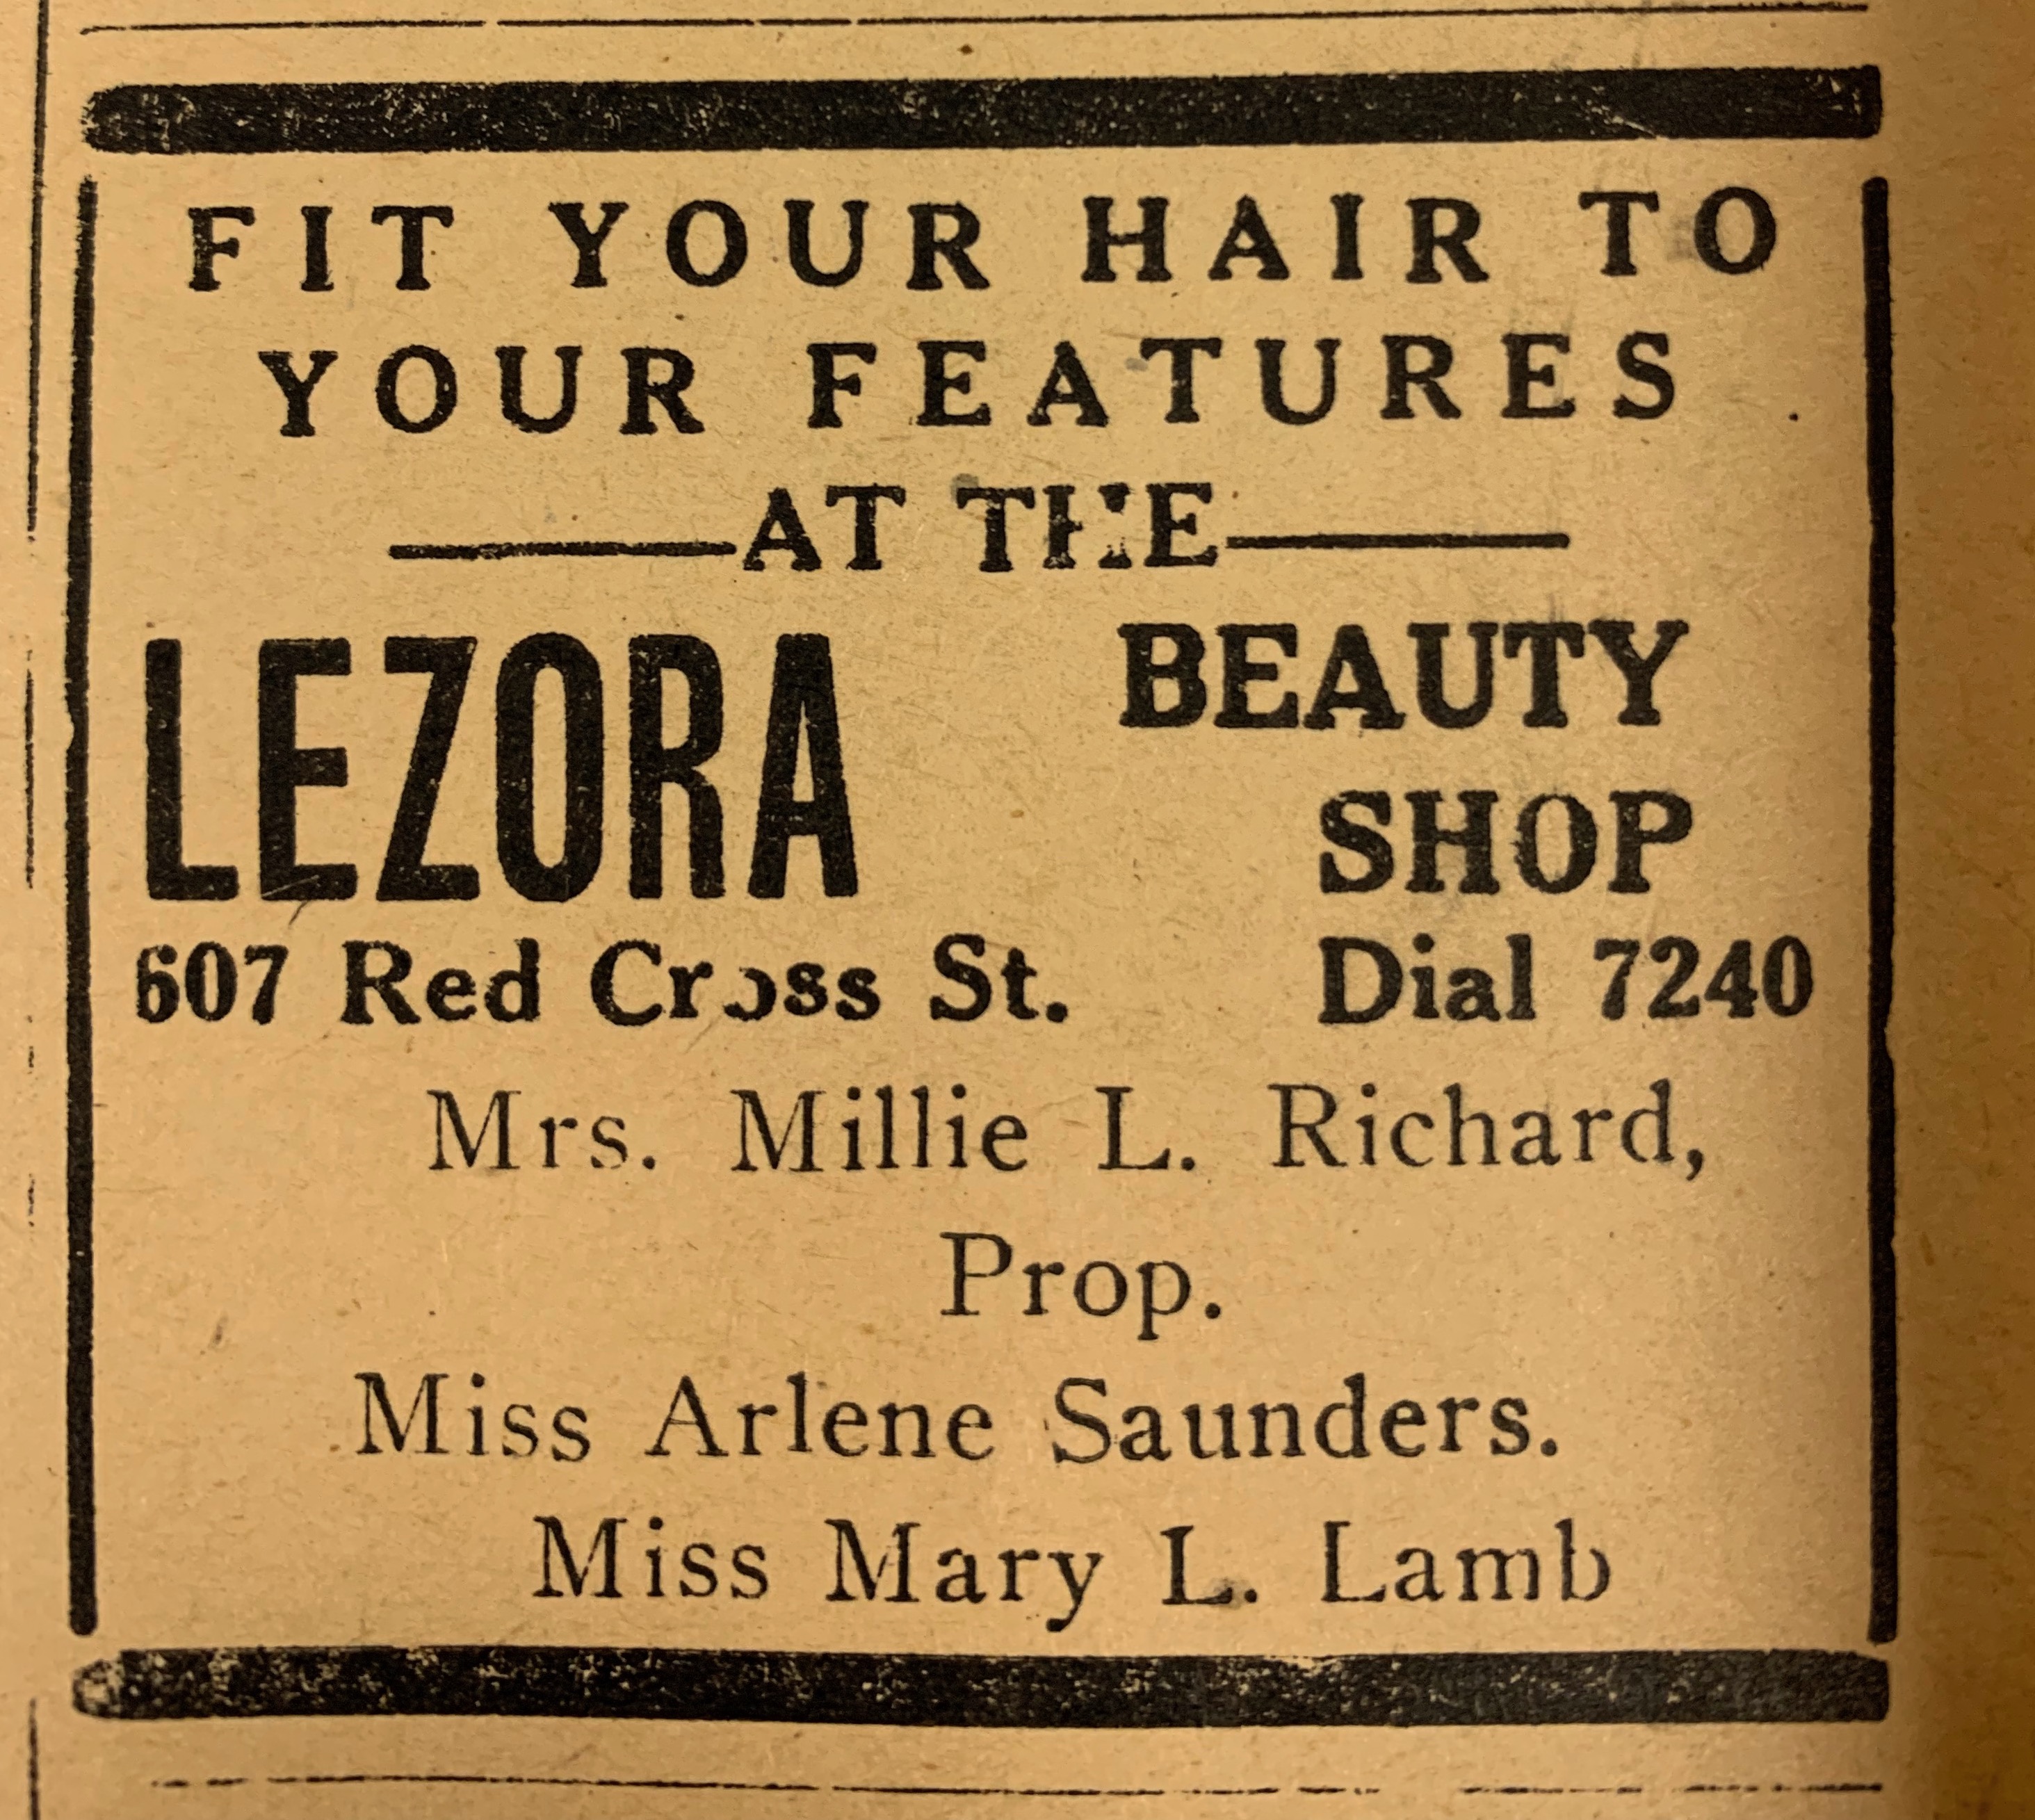 FIT YOUR HAIR TO
YOUR FEATURES
AT THE
LEZORA BEAUTY
SHOP
607 Red Cross St. Dial 7240
Mrs. Millie L. Richard,
Prop.
Miss Arlene Saunders.
Miss Mary L. Lamb